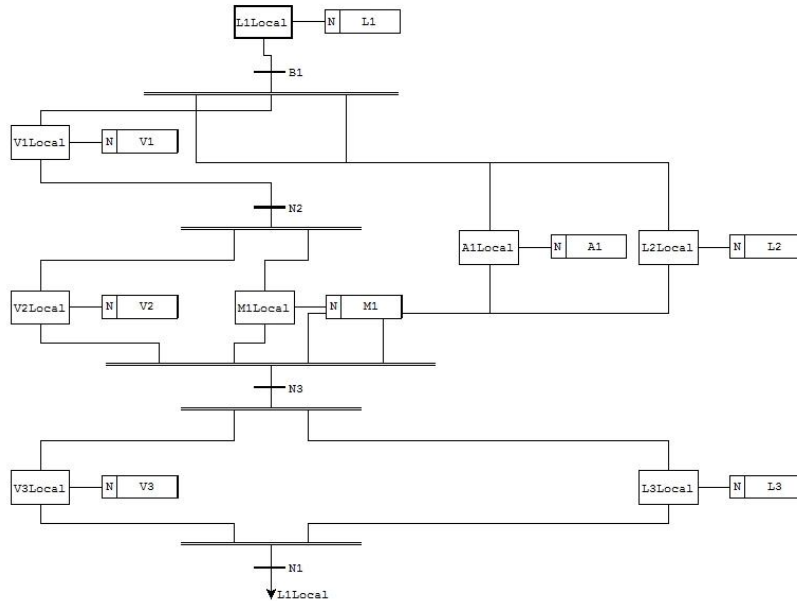 L1Local N L1
B1
V1Local N V1
N2
A1Local N A1 L2Local N L2
V2Local N V2 M1Local N M1
N3
V3Local N V3 L3Local N L3
N1
L1Local